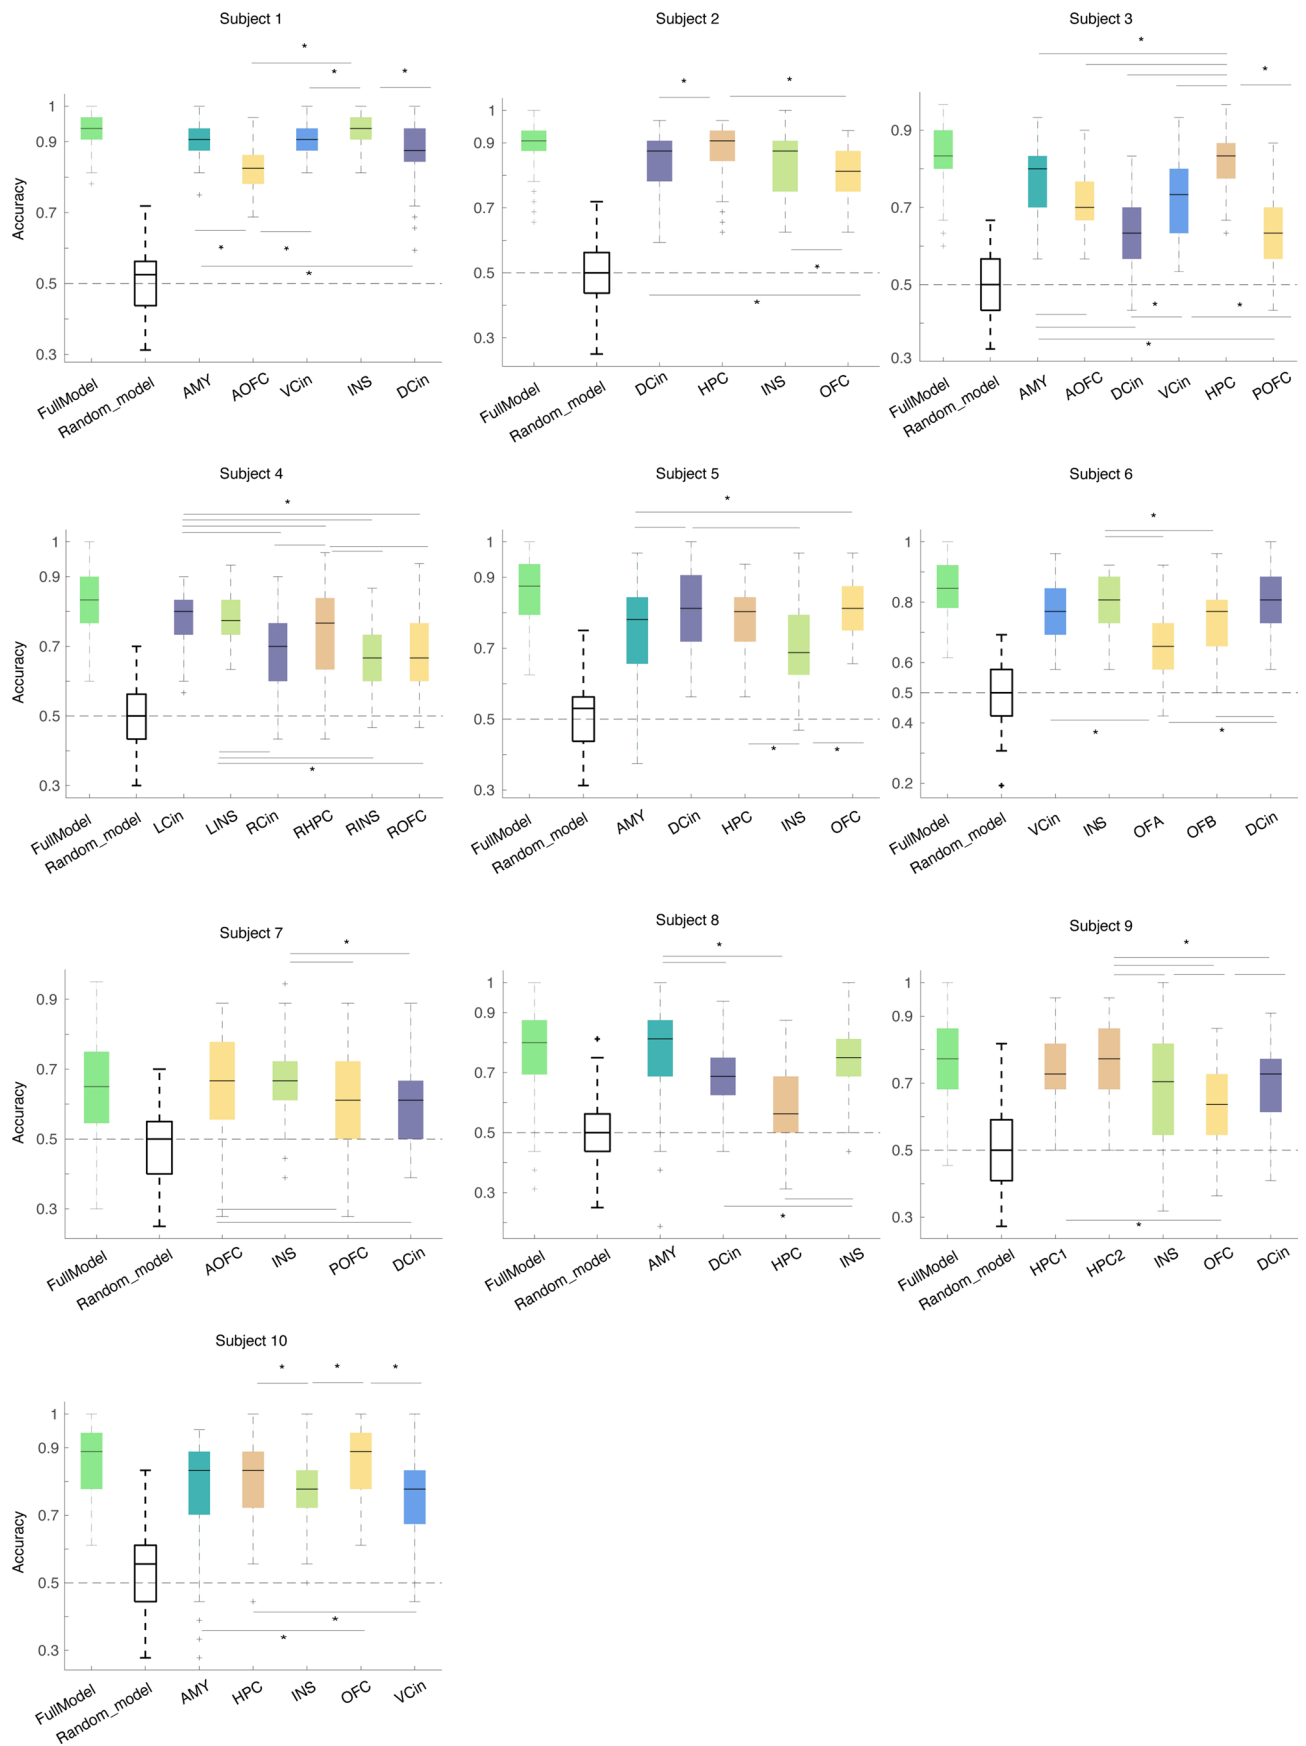 Subject 1
*
* *
1
0.9
0.7
0.5
0.3
Accuracy
* *
*
FullModel Random_model AMY AOFC VCin INS DCin
Subject 2
* *
1
0.9
0.7
0.5
0.3
*
*
FullModel Random_model DCin HPC INS OFC
Subject 3
*
*
0.9
0.7
0.5
0.3
* *
*
FullModel Random_model AMY AOFC DCin VCin HPC POFC
Subject 4
*
1
0.9
0.7
0.5
0.3
Accuracy
*
FullModel Random_model LCin LINS RCin RHPC RINS ROFC
Subject 5
*
1
0.9
0.7
0.5
0.3
* *
FullModel Random_model AMY DCin HPC INS OFC
Subject 6
*
1
0.8
0.6
0.5
0.4
0.2
* *
FullModel Random_model VCin INS OFA OFB DCin
Subject 7
*
0.9
0.7
0.5
0.3
Accuracy
FullModel Random_model AOFC INS POFC DCin
Subject 8
*
1
0.9
0.7
0.5
0.3
*
FullModel Random_model AMY DCin HPC INS
Subject 9
*
1
0.9
0.7
0.5
0.3
*
FullModel Random_model HPC1 HPC2 INS OFC DCin
Subject 10
* * *
1
0.9
0.7
0.5
0.3
Accuracy
*
*
FullModel Random_model AMY HPC INS OFC VCin